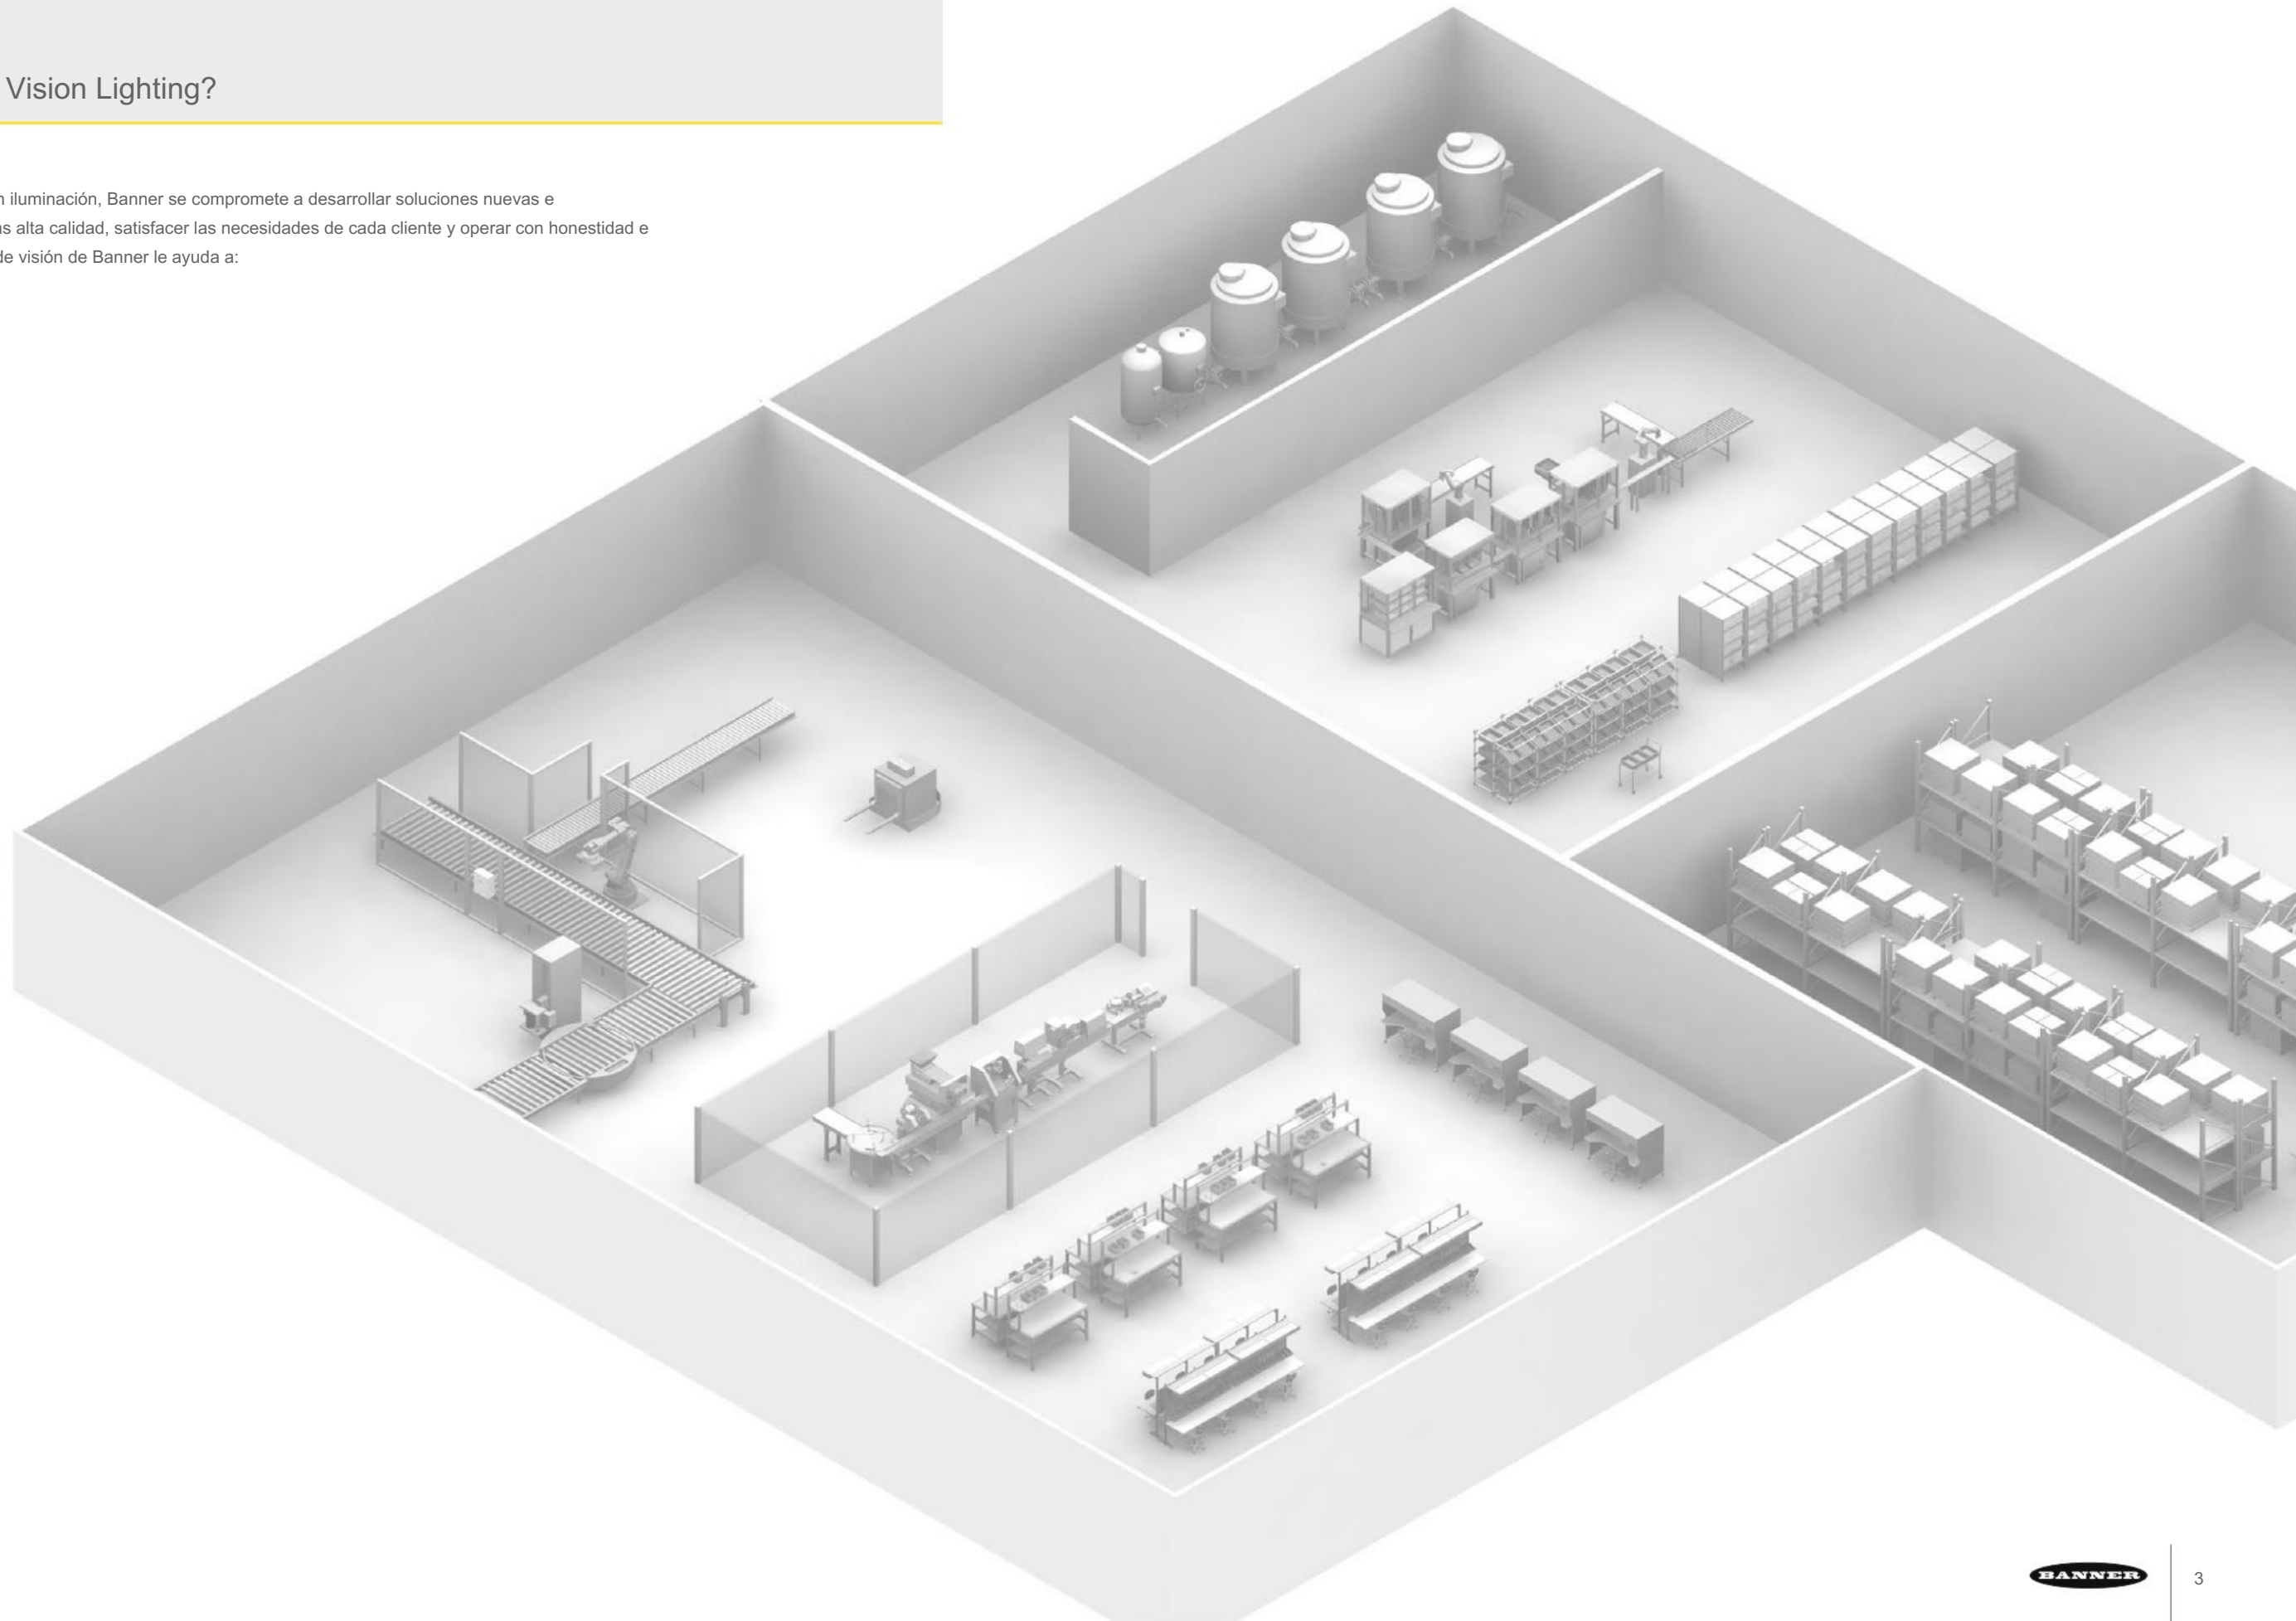 Vision Lighting?
n iluminación, Banner se compromete a desarrollar soluciones nuevas e
s alta calidad, satisfacer las necesidades de cada cliente y operar con honestidad e
de visión de Banner le ayuda a:
BANNER
3